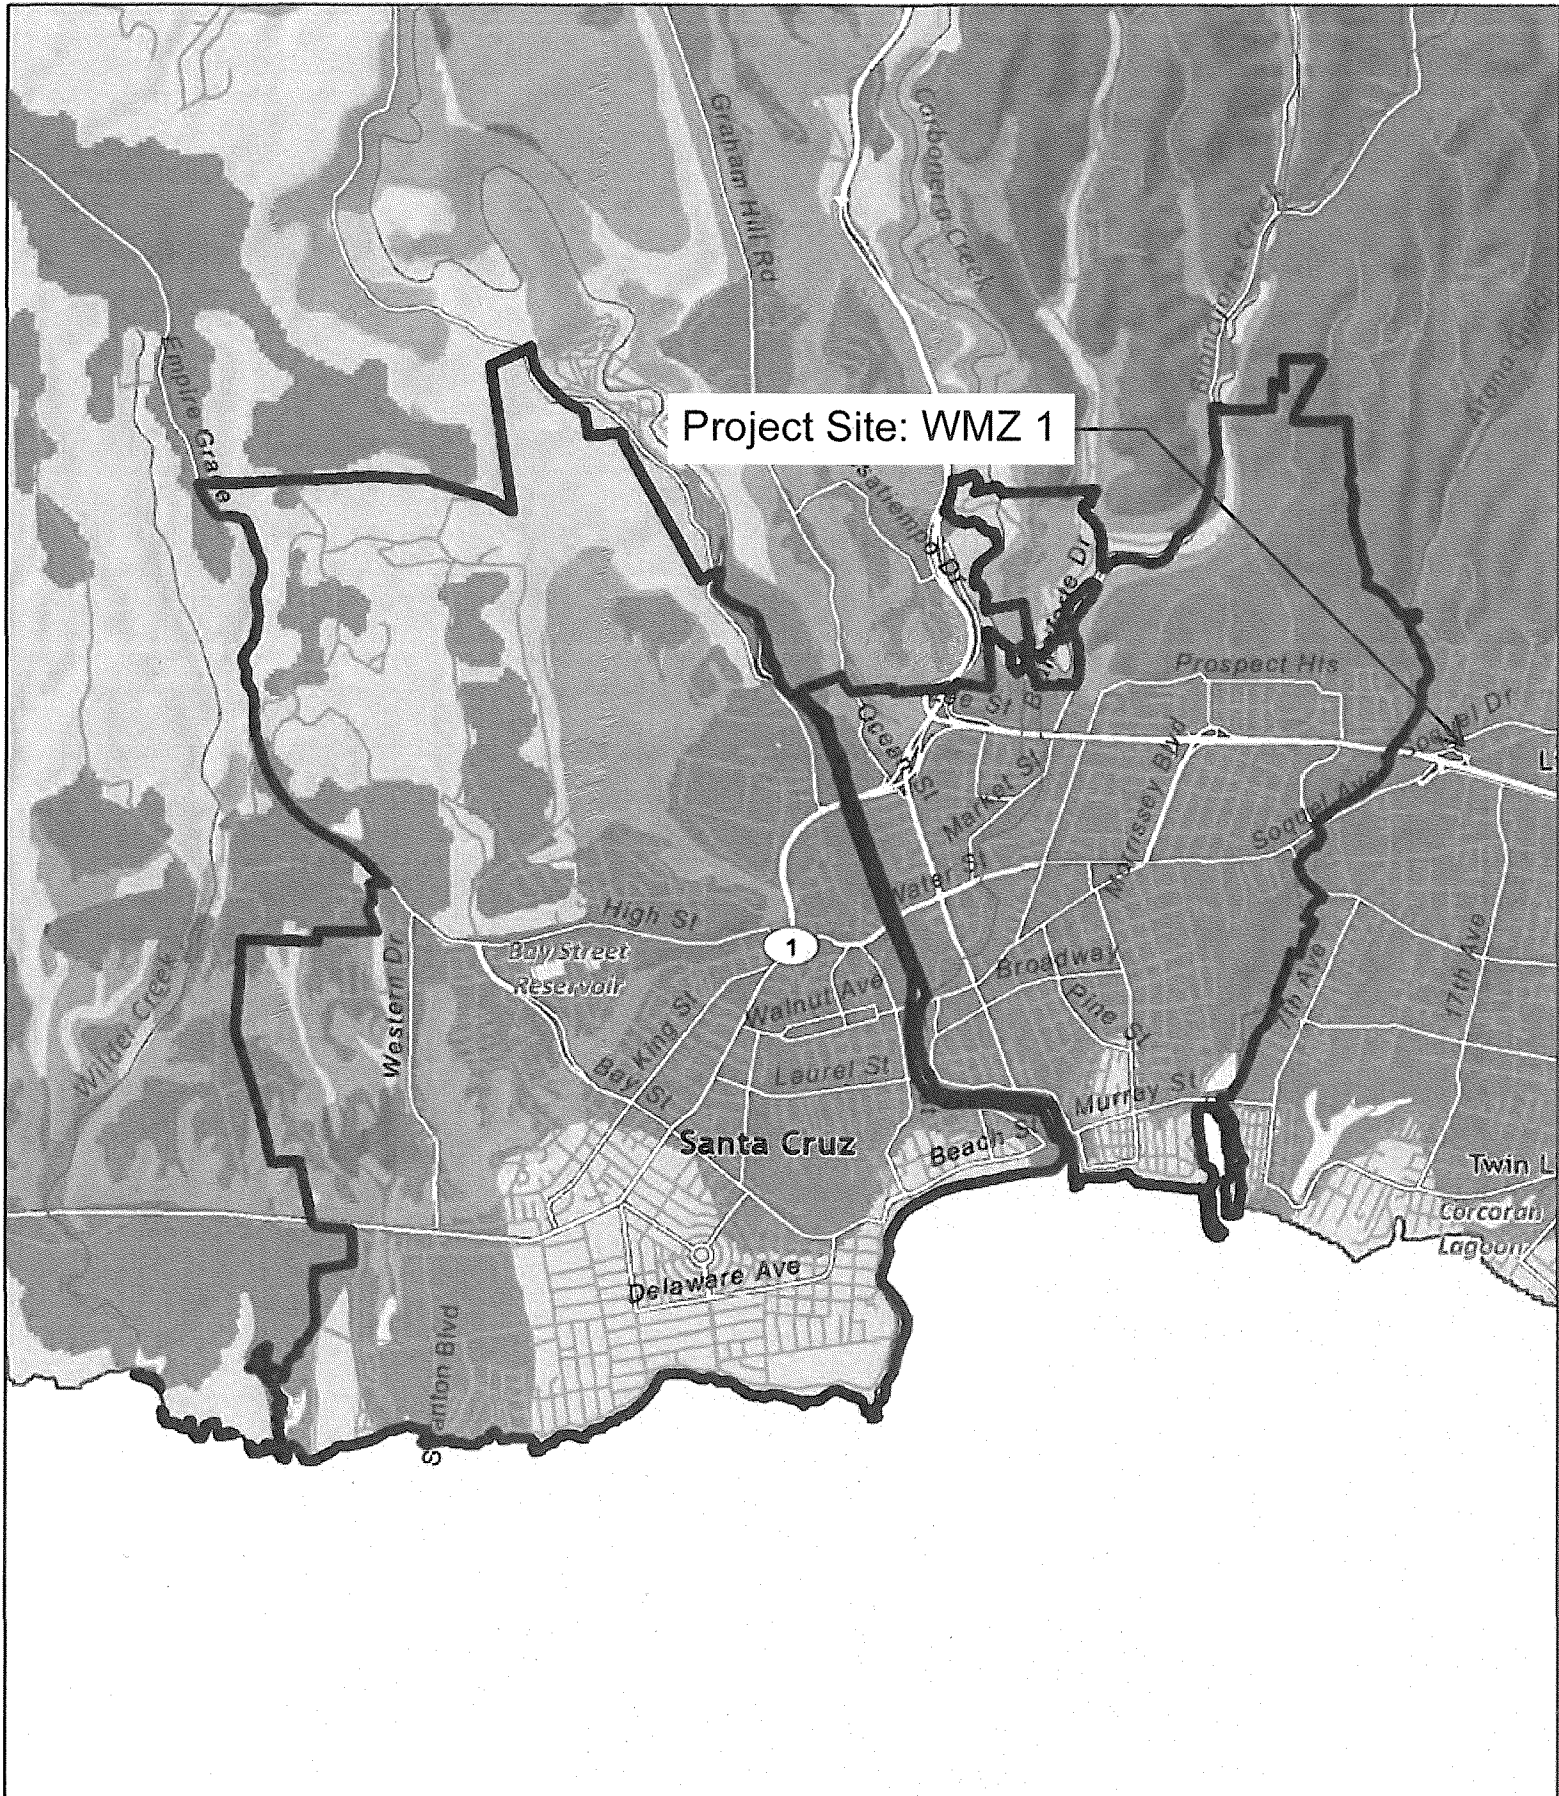 Graham Hill Rd
Carbonera Creek
Empire Grade
Project Site: WMZ 1
Prospect Hts
Soquel Dr
Ocean St
Market St
Morrissey Blvd
Soquel Ave
Water St
High St
1
Bay Street
Reservoir
Western Dr
Wilder Creek
King St
Walnut Ave
Broadway
Pine St
7th Ave
17th Ave
Bay St
Laurel St
Murray St
Santa Cruz
Beach St
Twin L
Corcoran
Lagoon
Delaware Ave
anton Blvd